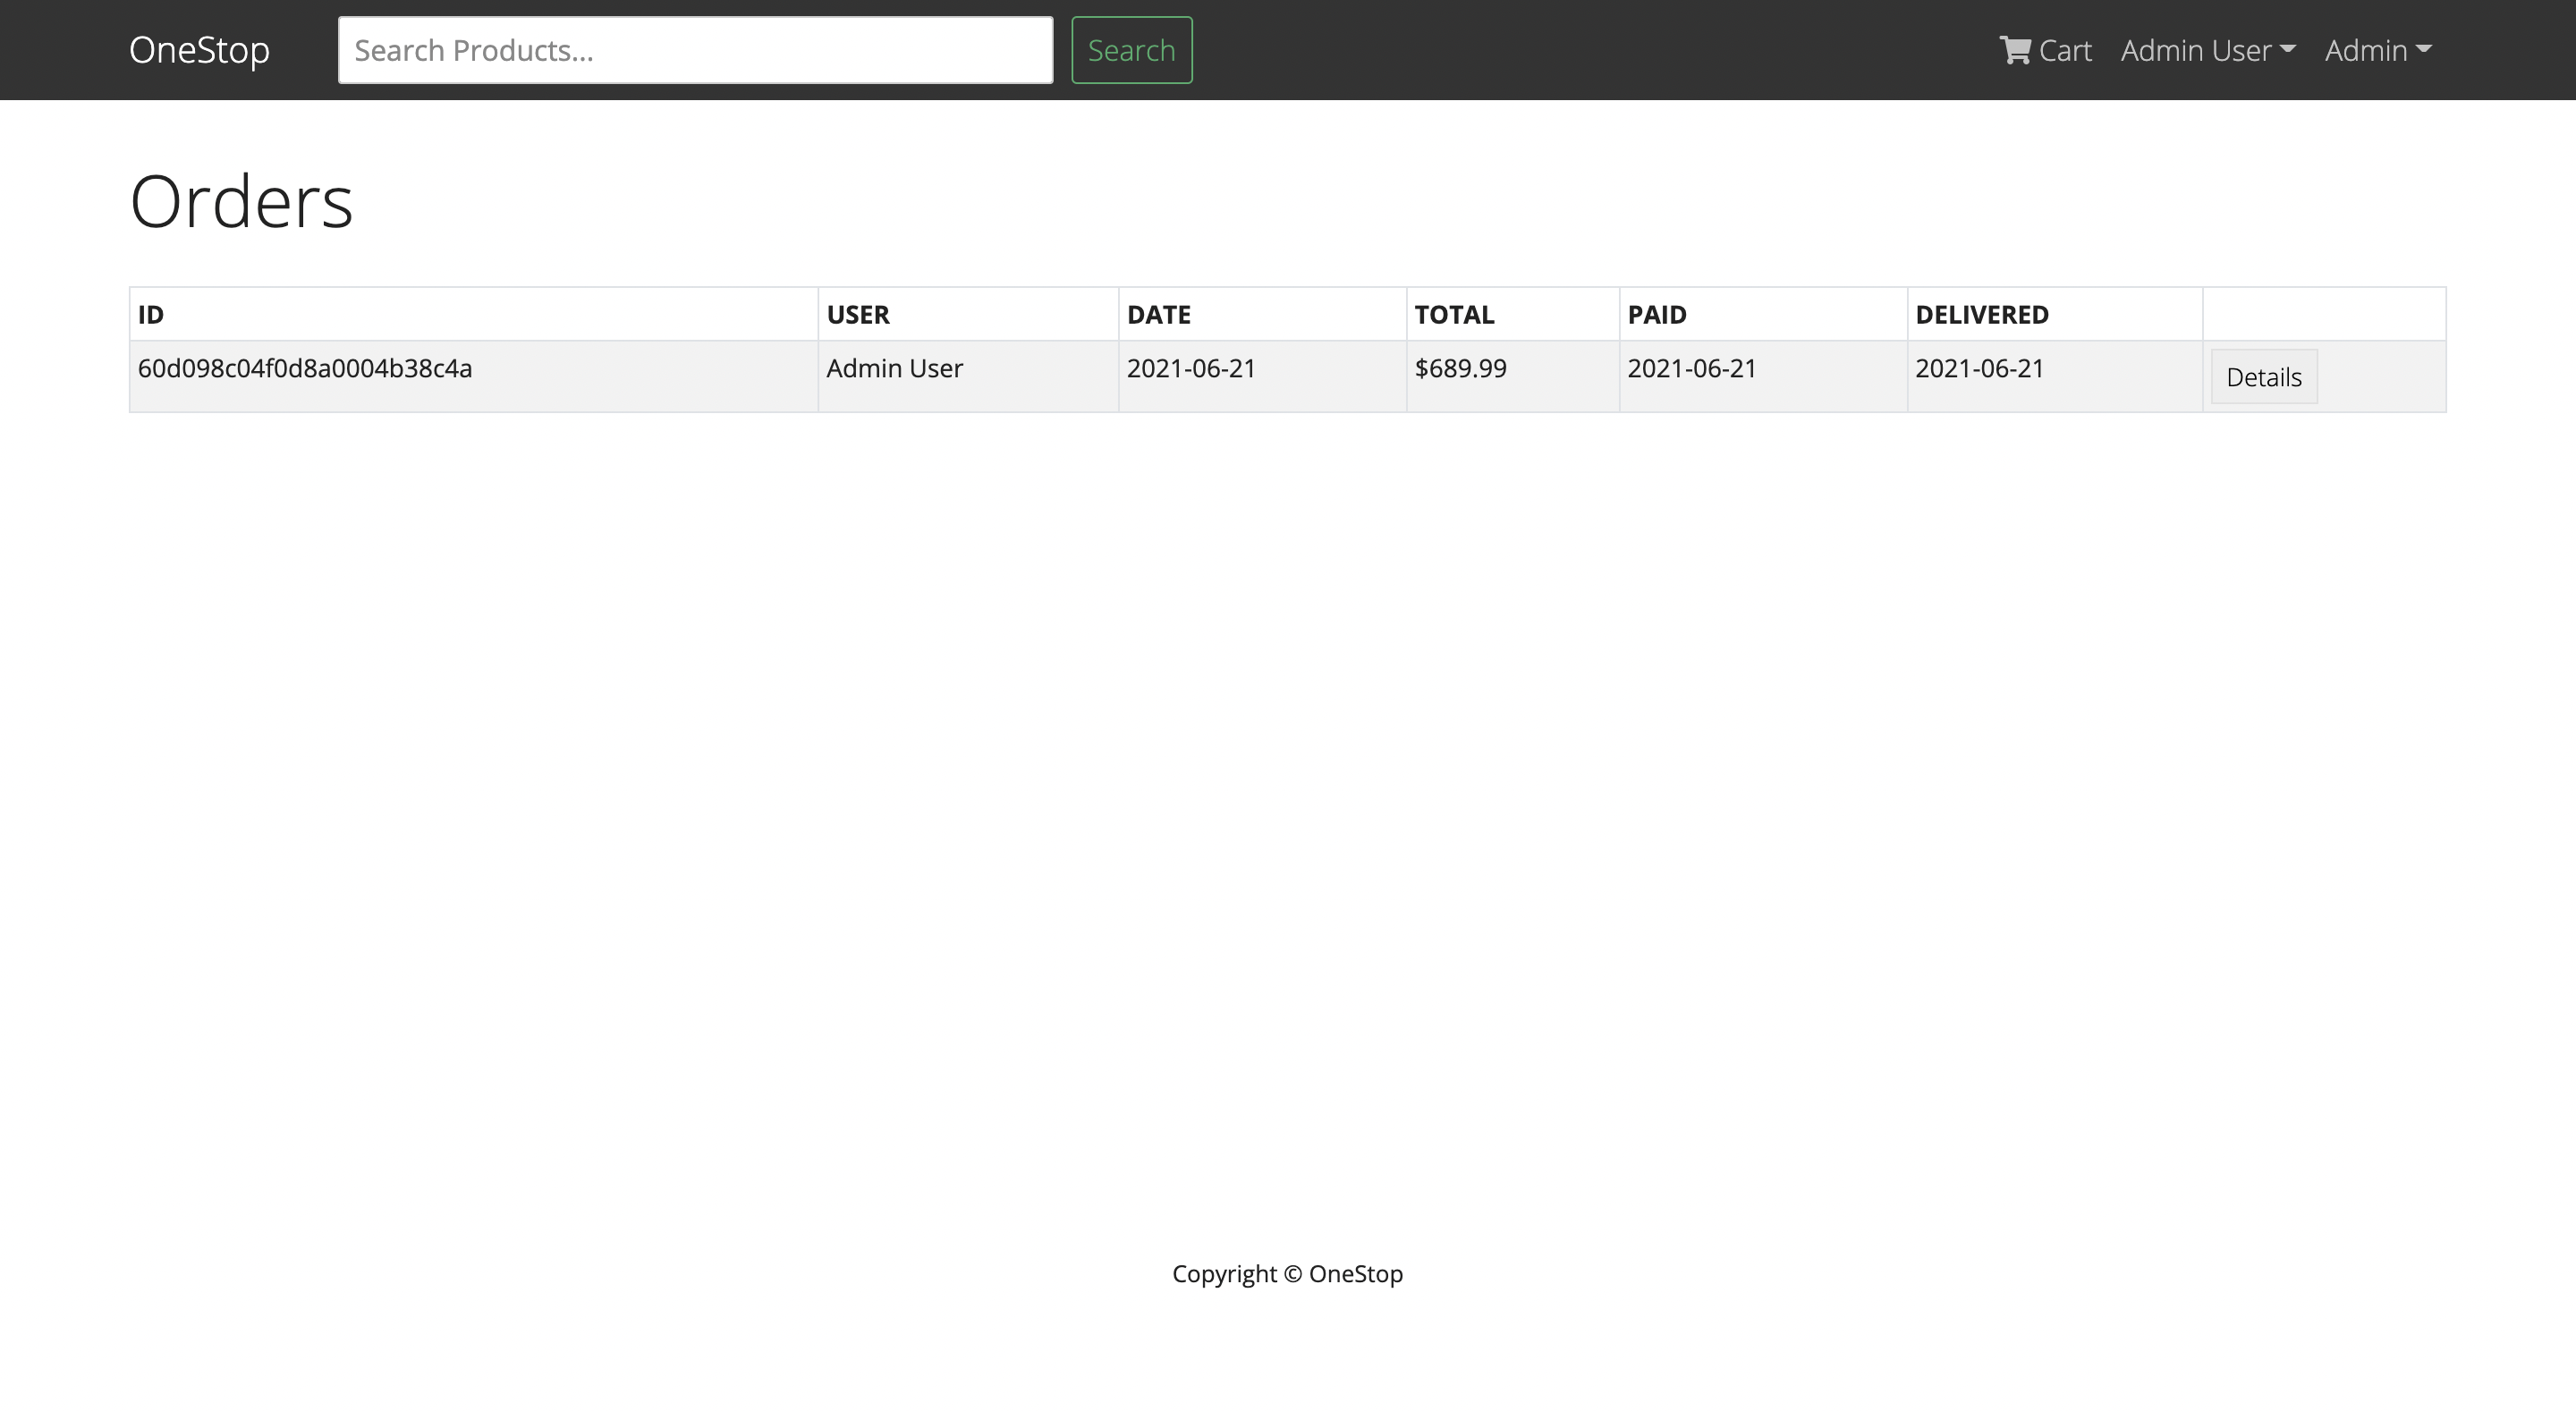 OneStop Search Products... Search Cart Admin User Admin
Orders
ID USER DATE TOTAL PAID DELIVERED
60d098c04f0d8a0004b38c4a Admin User 2021-06-21 $689.99 2021-06-21 2021-06-21 Details
Copyright © OneStop